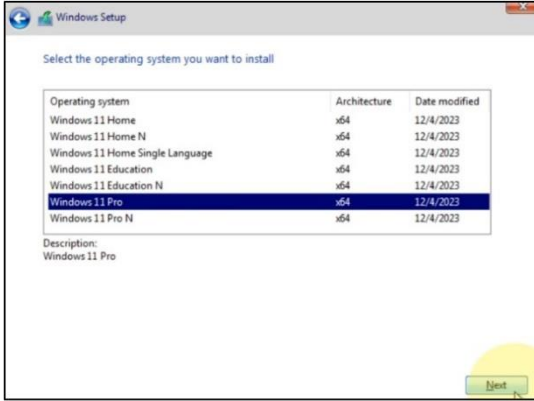 Windows Setup
Select the operating system you want to install
Operating system Architecture Date modified
Windows 11 Home x64 12/4/2023
Windows 11 Home N x64 12/4/2023
Windows 11 Home Single Language x64 12/4/2023
Windows 11 Education x64 12/4/2023
Windows 11 Education N x64 12/4/2023
Windows 11 Pro x64 12/4/2023
Windows 11 Pro N x64 12/4/2023
Description:
Windows 11 Pro
Next